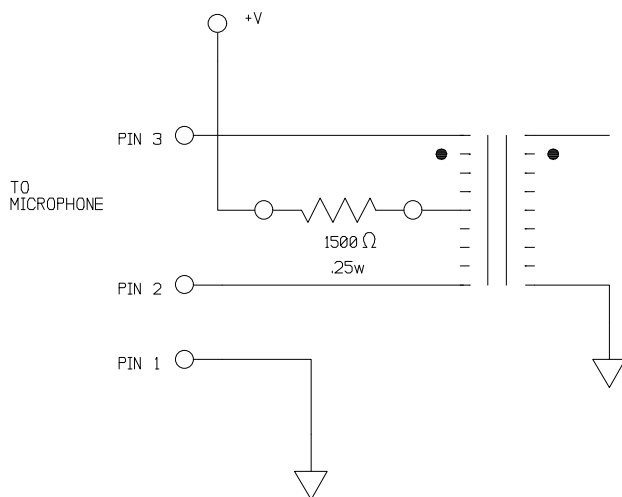 +V
PIN 3
TO
MICROPHONE
1500 Ω
.25w
PIN 2
PIN 1